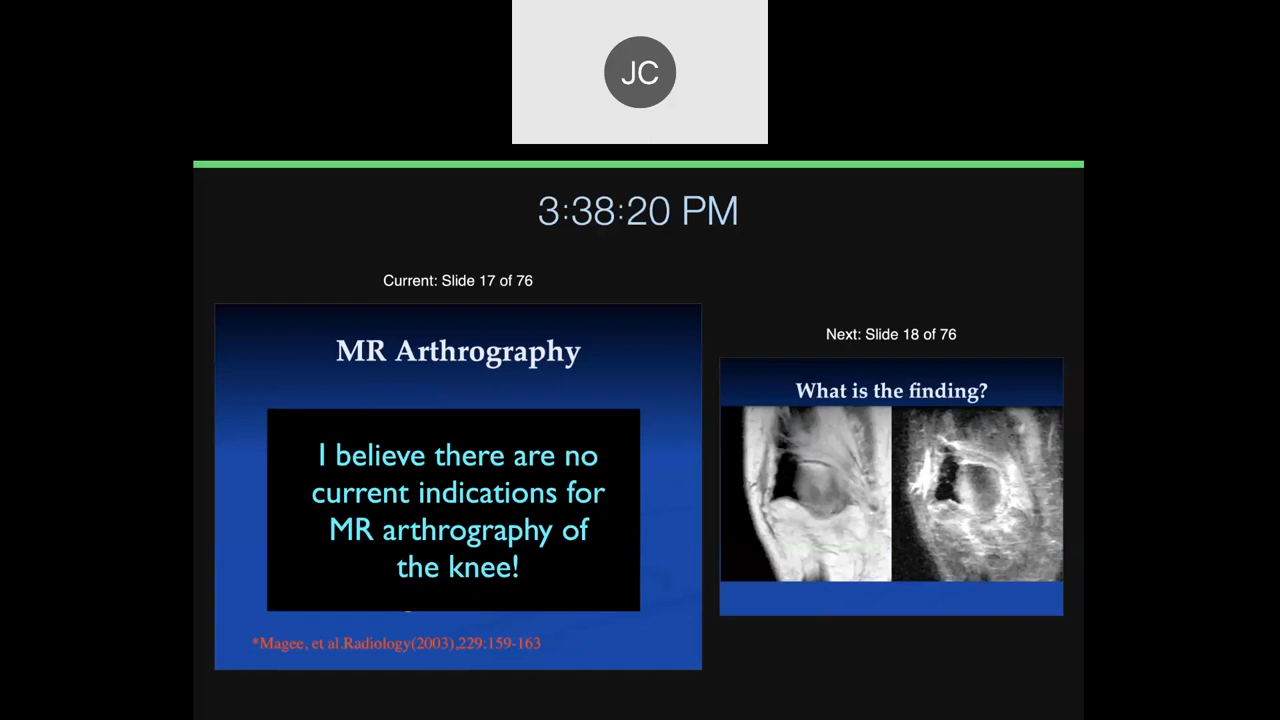 JC
3:38:20 PM
Current: Slide 17 of 76
MR Arthrography
I believe there are no
current indications for
MR arthrography of
the knee!
*Magee, et al.Radiology(2003),229:159-163
Next: Slide 18 of 76
What is the finding?